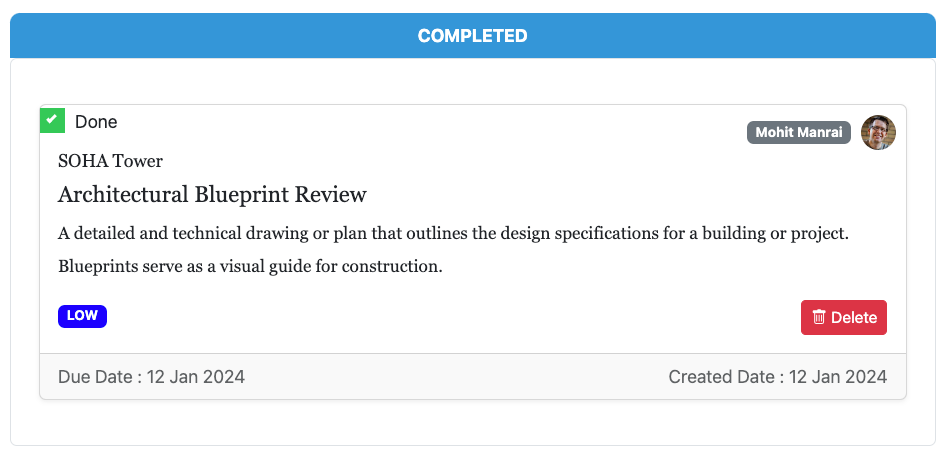 COMPLETED
Done
Mohit Manrai
SOHA Tower
Architectural Blueprint Review
A detailed and technical drawing or plan that outlines the design specifications for a building or project.
Blueprints serve as a visual guide for construction.
LOW
Delete
Due Date : 12 Jan 2024
Created Date : 12 Jan 2024